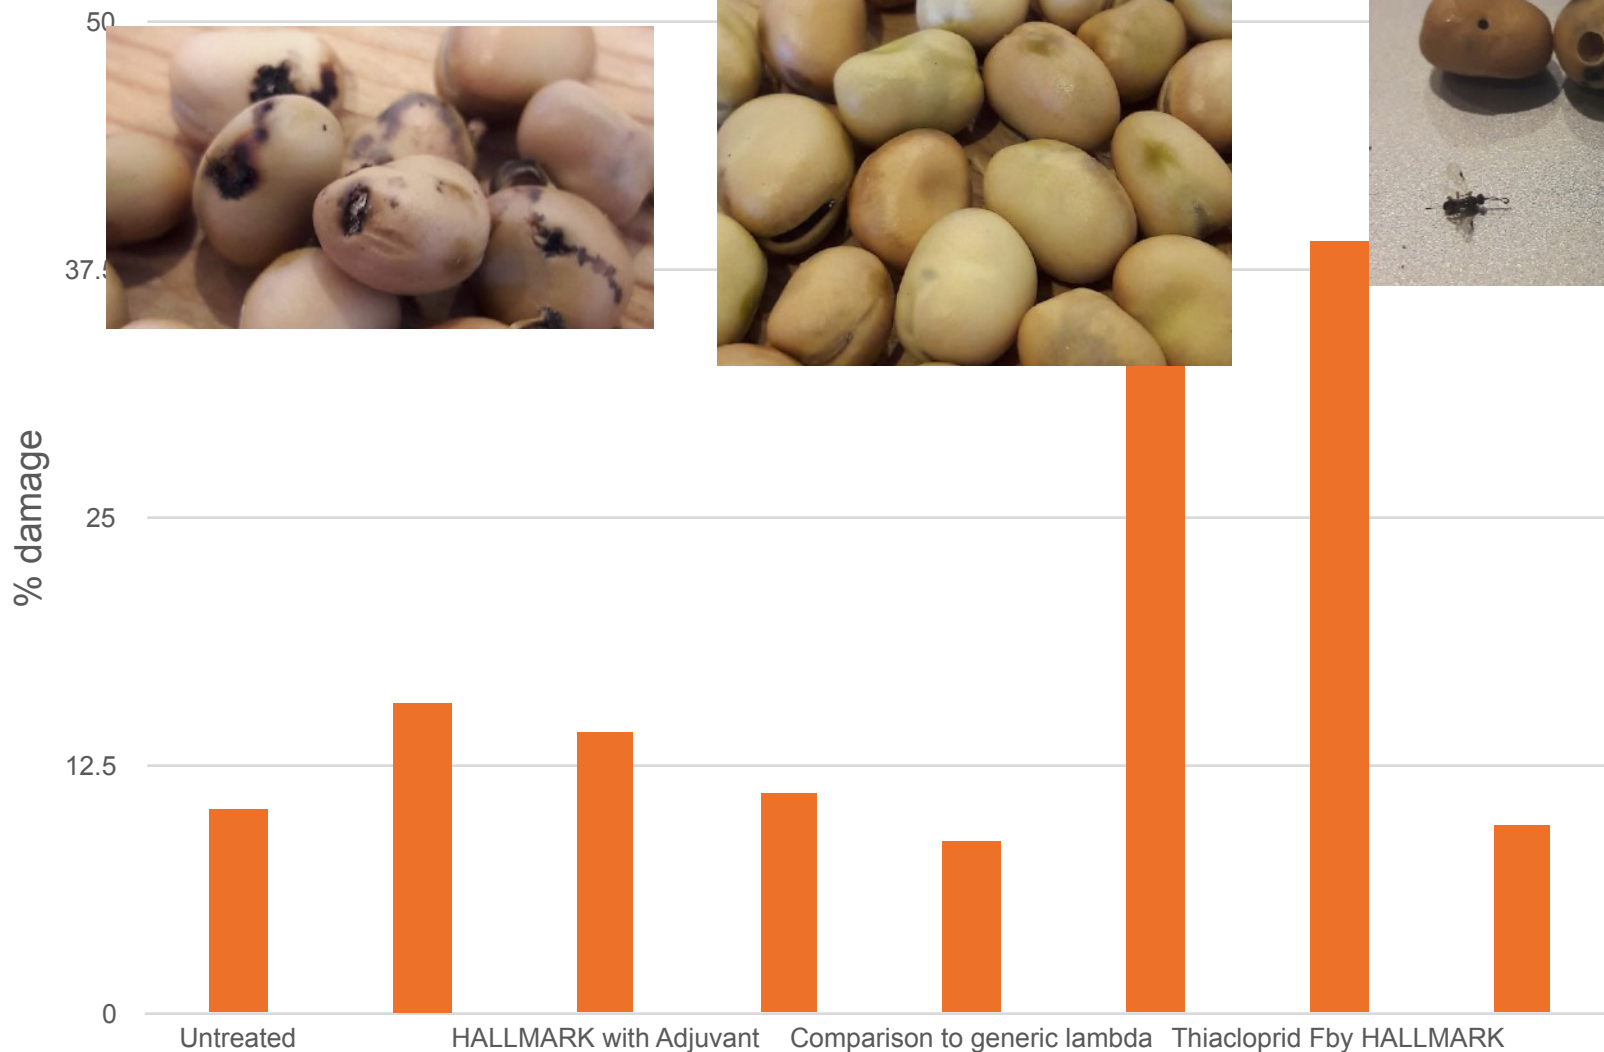 50
37.5
25
12.5
0
% damage
Untreated
HALLMARK with Adjuvant
Comparison to generic lambda
Thiacloprid Fby HALLMARK